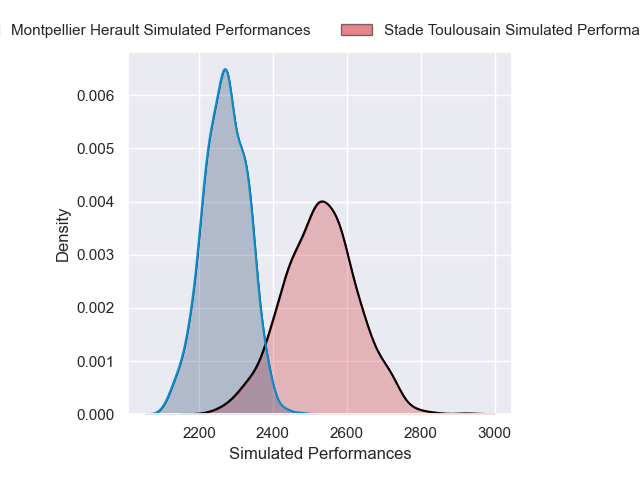 Montpellier Herault Simulated Performances Stade Toulousain Simulated Performa
0.006
0.005
0.004
0.003
0.002
0.001
0.000
Density
2200 2400 2600 2800 3000
Simulated Performances